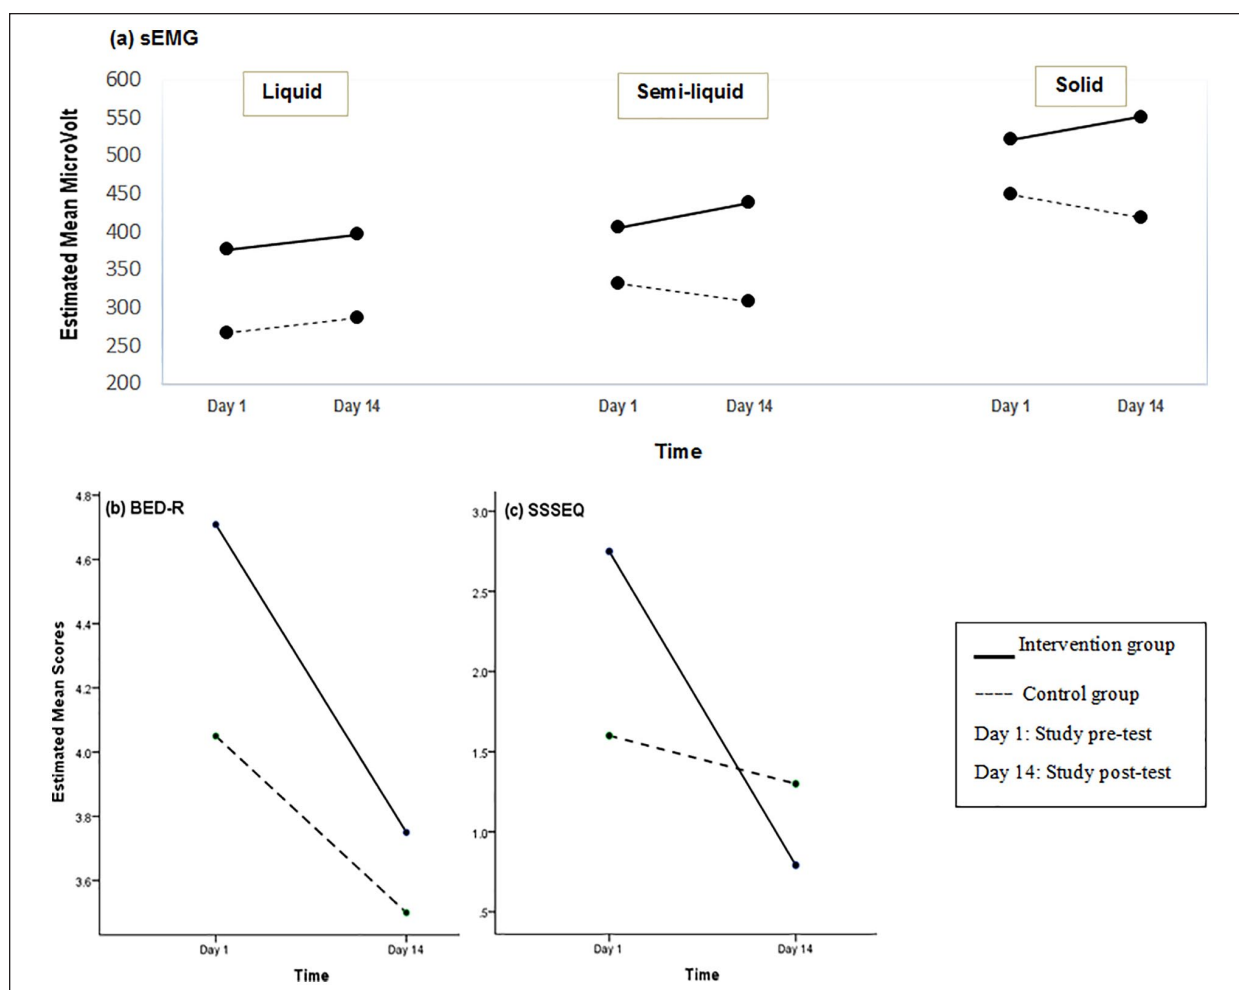 (a) sEMG
Liquid
Semi-liquid
Solid
Estimated Mean MicroVolt
600
550
500
450
400
350
300
250
200
Day 1
Day 14
Day 1
Day 14
Day 1
Day 14
Time
(b) BED-R
Estimated Mean Scores
4.8
4.6
4.4
4.2
4.0
3.8
3.6
Day 1
Day 14
Time
(c) SSSEQ
3.0
2.5
2.0
1.5
1.0
.5
Day 1
Day 14
Time
Intervention group
Control group
Day 1: Study pre-test
Day 14: Study post-test